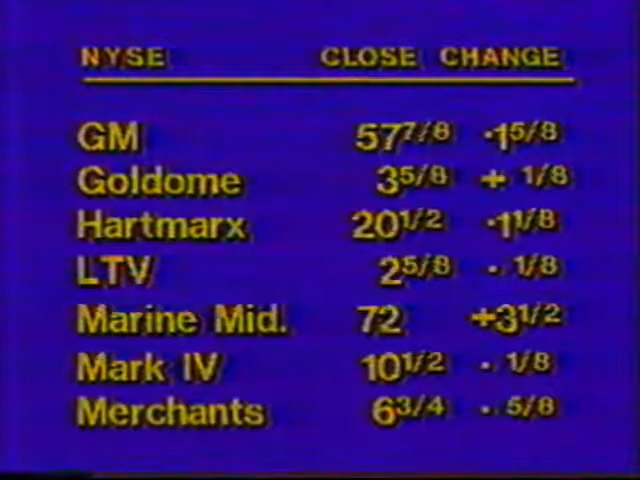 NYSE CLOSE CHANGE
GM 57 7/8 -1 5/8
Goldome 3 5/8 + 1/8
Hartmarx 20 1/2 -1 1/8
LTV 2 5/8 - 1/8
Marine Mid. 72 +3 1/2
Mark IV 10 1/2 - 1/8
Merchants 6 3/4 - 5/8